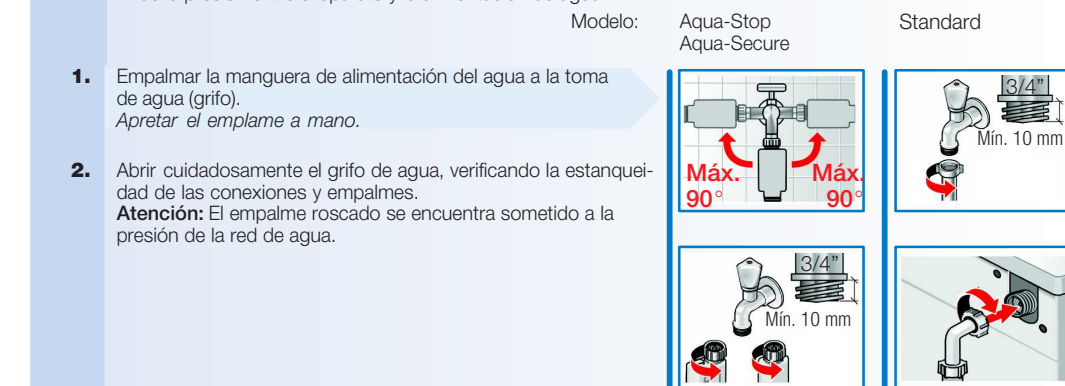 Modelo:
Aqua-Stop
Aqua-Secure
Standard
1. Empalmar la manguera de alimentación del agua a la toma
de agua (grifo).
Apretar el emplame a mano.
2. Abrir cuidadosamente el grifo de agua, verificando la estanquei-
dad de las conexiones y empalmes.
Atención: El empalme roscado se encuentra sometido a la
presión de la red de agua.
Máx.
90°
Máx.
90°
3/4”
Mín. 10 mm
3/4”
Mín. 10 mm